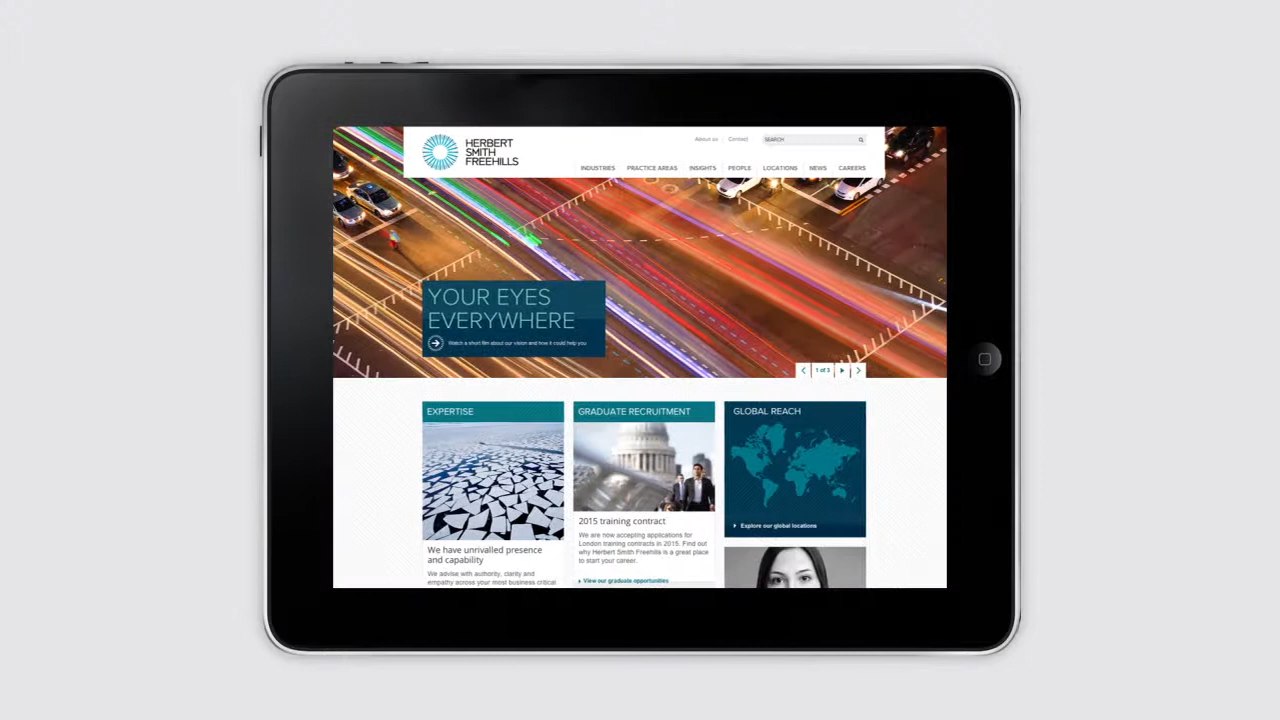 HERBERT
SMITH
FREEHILLS
About us
Contact
SEARCH
INDUSTRIES
PRACTICE AREAS
INSIGHTS
PEOPLE
LOCATIONS
NEWS
CAREERS
YOUR EYES
EVERYWHERE
Watch a short film about our vision and how it could help you
1 of 3
EXPERTISE
We have unrivalled presence
and capability
We advise with authority, clarity and
empathy across your most business critical
GRADUATE RECRUITMENT
2015 training contract
We are now accepting applications for
London training contracts in 2015. Find out
why Herbert Smith Freehills is a great place
to start your career.
View our graduate opportunities
GLOBAL REACH
Explore our global locations